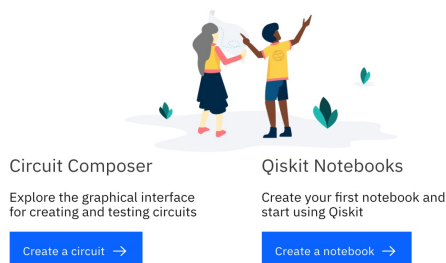 Circuit Composer
Explore the graphical interface
for creating and testing circuits
Create a circuit →
Qiskit Notebooks
Create your first notebook and
start using Qiskit
Create a notebook →